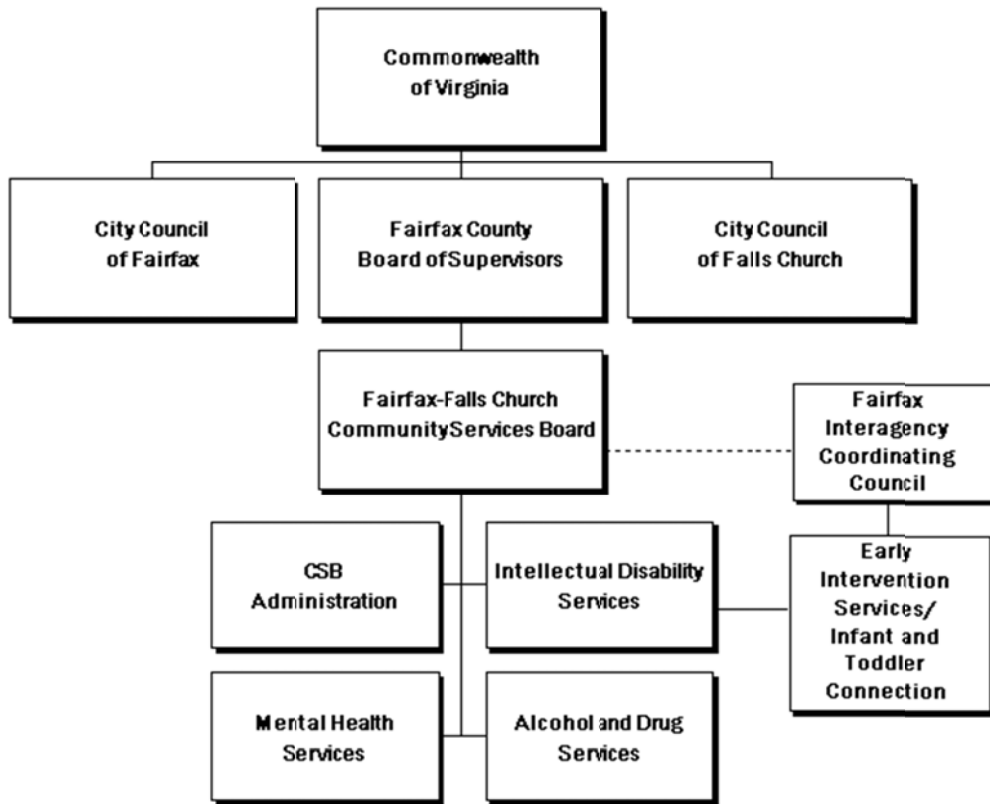 Commonwealth
of Virginia
City Council
of Fairfax
Fairfax County
Board of Supervisors
City Council
of Falls Church
Fairfax-Falls Church
Community Services Board
Fairfax
Interagency
Coordinating
Council
CSB
Administration
Intellectual Disability
Services
Early
Intervention
Services/
Infant and
Toddler
Connection
Mental Health
Services
Alcohol and Drug
Services